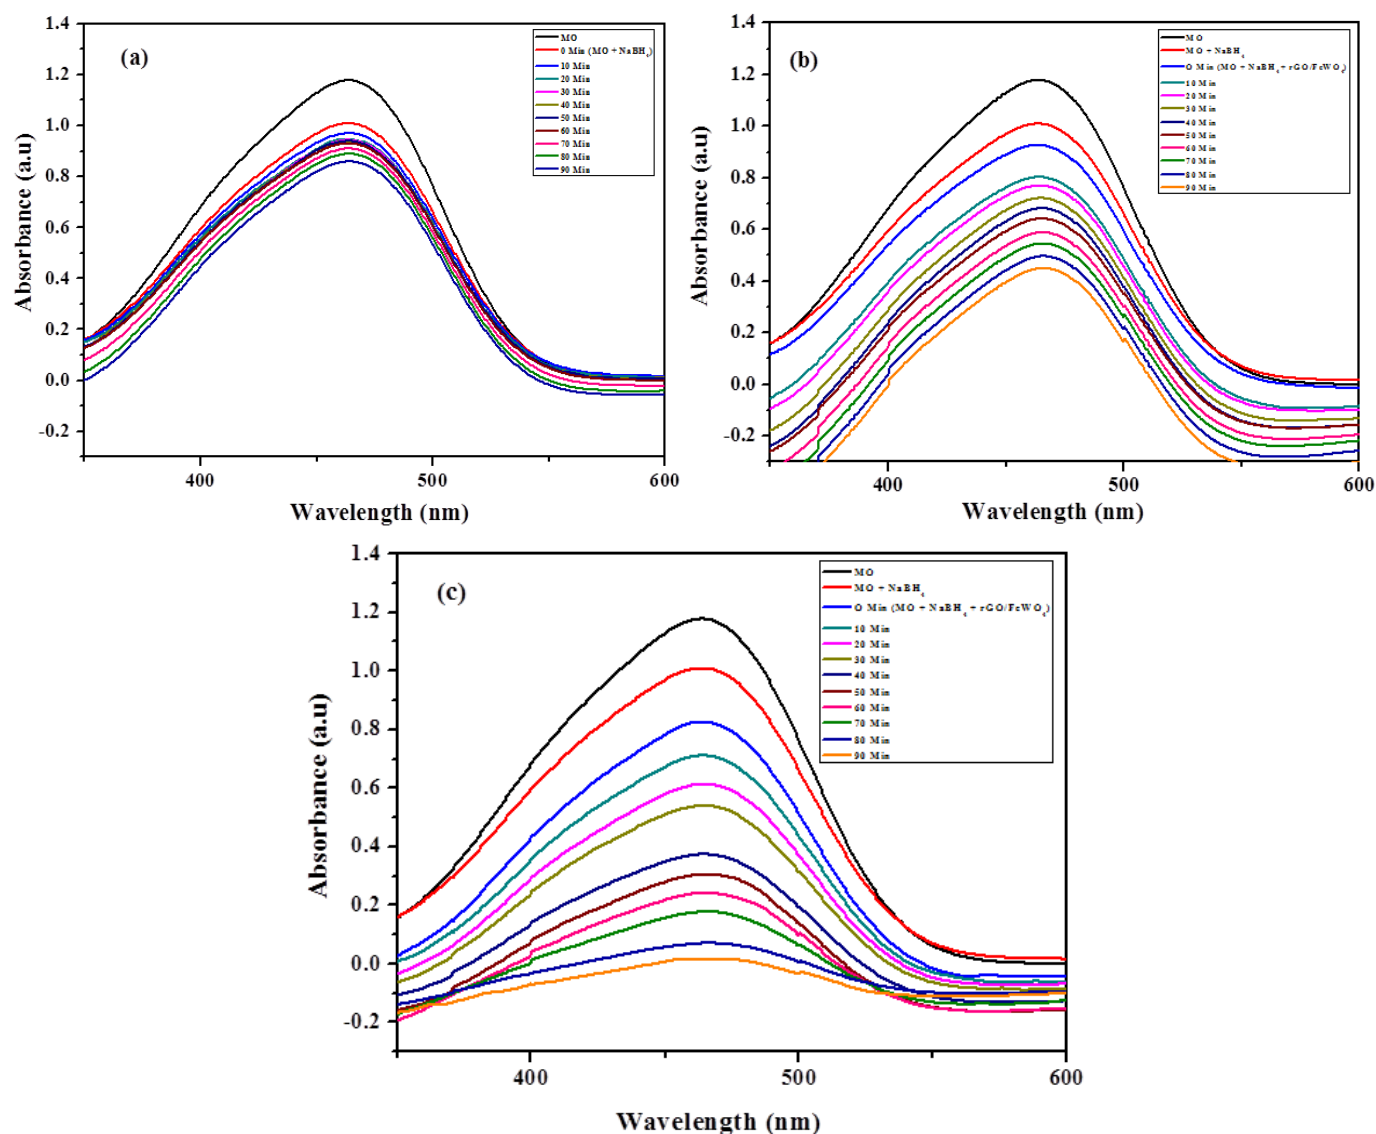 (a)
MO
0 Min (MO + NaBH4)
10 Min
20 Min
30 Min
40 Min
50 Min
60 Min
70 Min
80 Min
90 Min
1.4
1.2
1.0
0.8
0.6
0.4
0.2
0.0
-0.2
Absorbance (a.u)
400
500
600
Wavelength (nm)
(b)
MO
MO + NaBH4
O Min (MO + NaBH4 + rGO/FeWO4)
10 Min
20 Min
30 Min
40 Min
50 Min
60 Min
70 Min
80 Min
90 Min
1.4
1.2
1.0
0.8
0.6
0.4
0.2
0.0
-0.2
Absorbance (a.u)
400
500
600
Wavelength (nm)
(c)
MO
MO + NaBH4
O Min (MO + NaBH4 + rGO/FeWO4)
10 Min
20 Min
30 Min
40 Min
50 Min
60 Min
70 Min
80 Min
90 Min
1.4
1.2
1.0
0.8
0.6
0.4
0.2
0.0
-0.2
Absorbance (a.u)
400
500
600
Wavelength (nm)